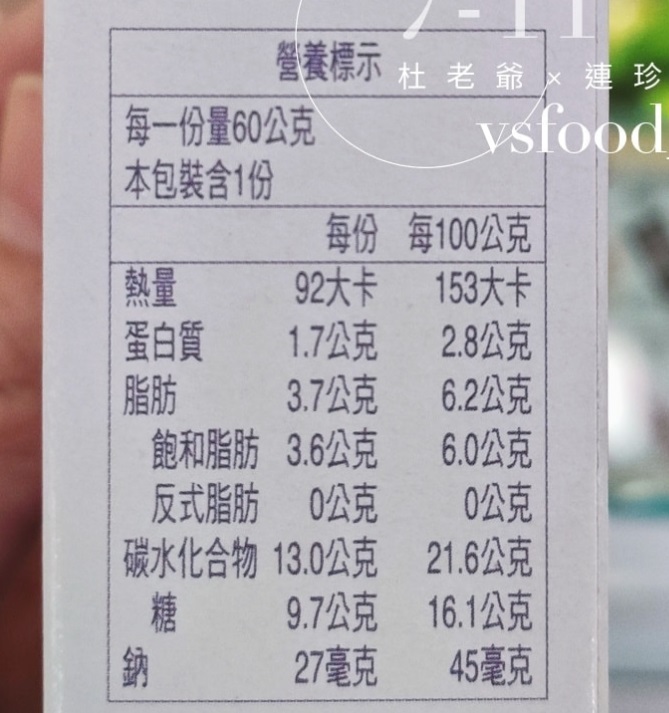 7-11
杜老爺×連珍
vsfood
營養標示
每一份量60公克
本包裝含1份
每份 每100公克
熱量 92大卡 153大卡
蛋白質 1.7公克 2.8公克
脂肪 3.7公克 6.2公克
飽和脂肪 3.6公克 6.0公克
反式脂肪 0公克 0公克
碳水化合物 13.0公克 21.6公克
糖 9.7公克 16.1公克
鈉 27毫克 45毫克